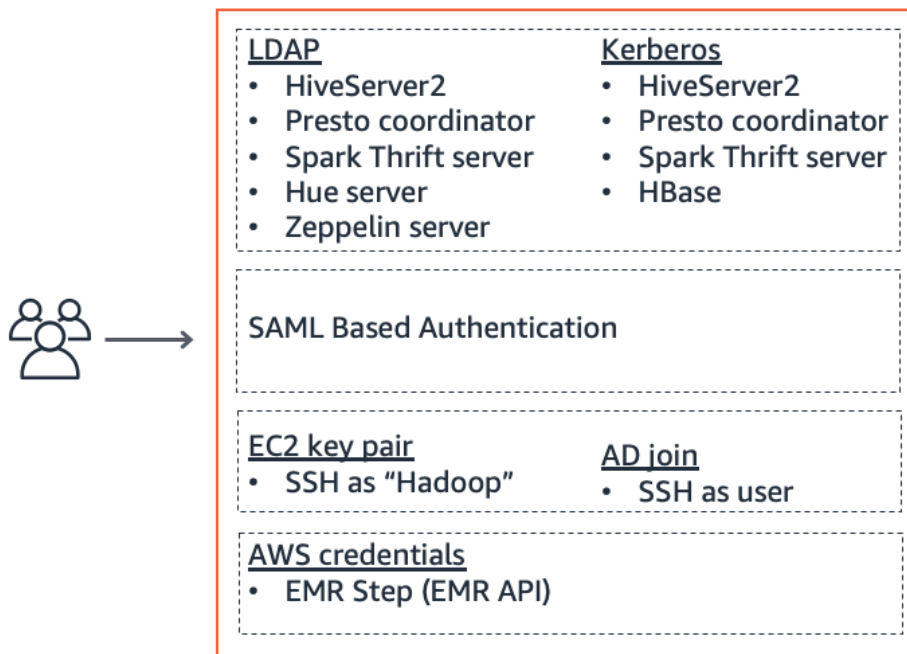 LDAP
• HiveServer2
• Presto coordinator
• Spark Thrift server
• Hue server
• Zeppelin server
Kerberos
• HiveServer2
• Presto coordinator
• Spark Thrift server
• HBase
SAML Based Authentication
EC2 key pair
• SSH as “Hadoop”
AD join
• SSH as user
AWS credentials
• EMR Step (EMR API)